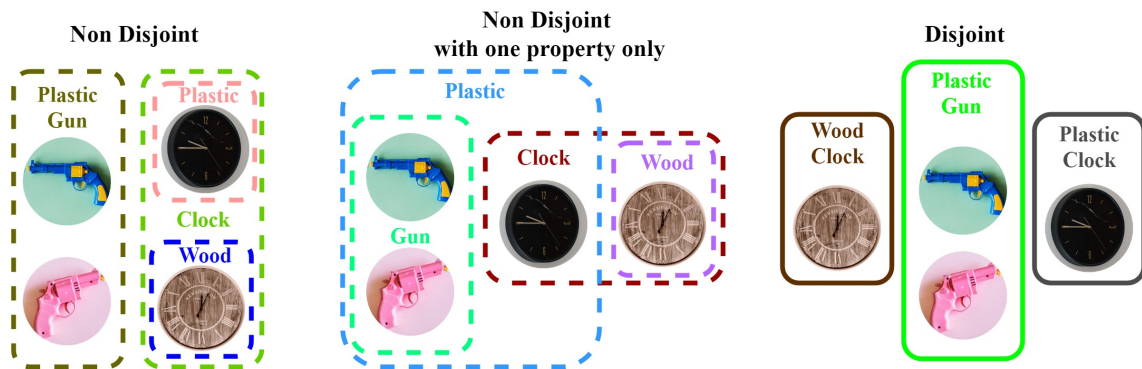 Non Disjoint
Plastic
Gun
Plastic
Clock
Wood
Non Disjoint
with one property only
Plastic
Gun
Clock
Wood
Disjoint
Wood
Clock
Plastic
Gun
Plastic
Clock